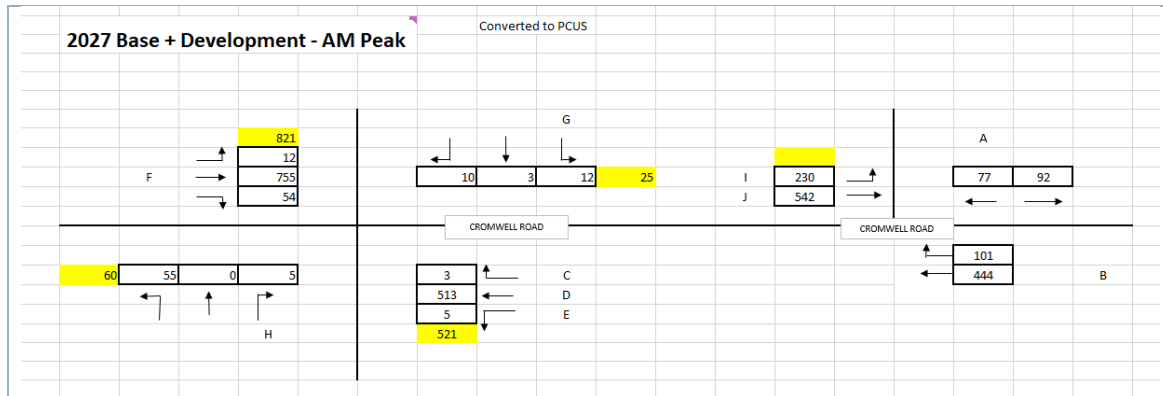 Converted to PCUS
2027 Base + Development - AM Peak
G
821
A
12
F 755 10 3 12 25 I 230 77 92
54 J 542
CROMWELL ROAD CROMWELL ROAD
101
60 55 0 5 3 C 444 B
513 D
5 E
H 521